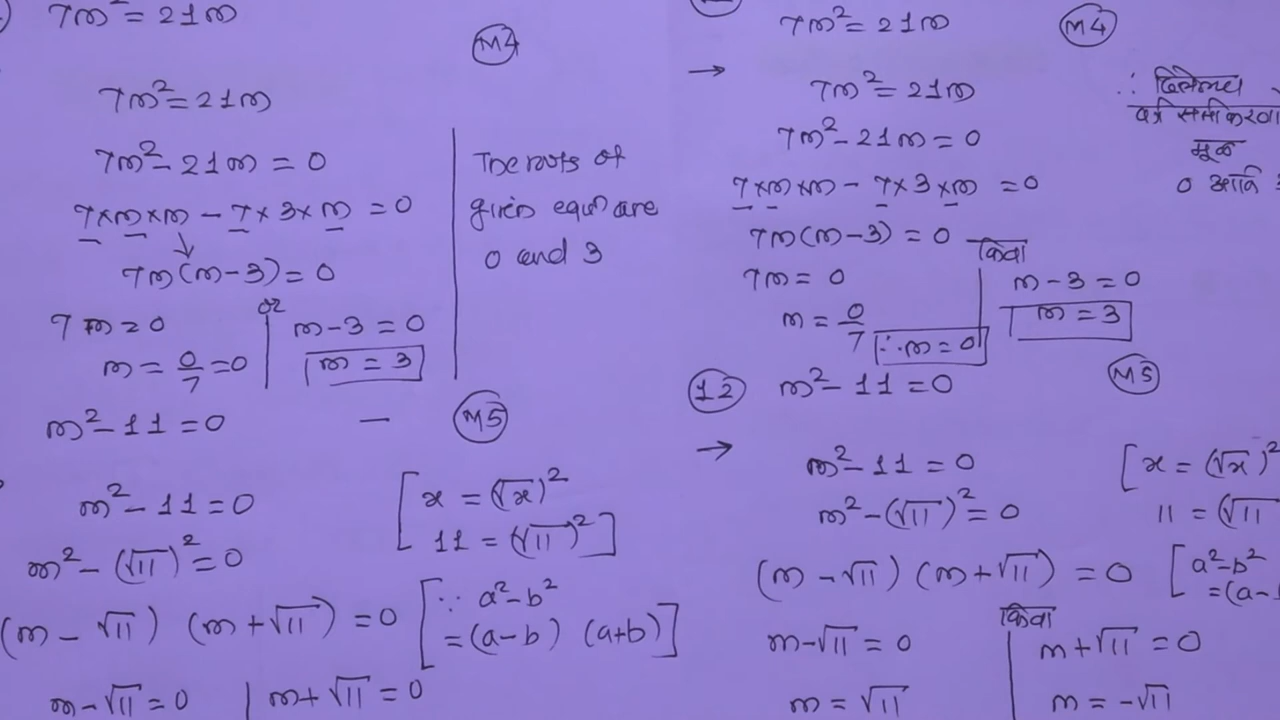 7m² = 21m
M4
7m² = 21m
7m² - 21m = 0
7×m×m - 7×3×m = 0
7m(m-3) = 0
7m = 0 or m-3 = 0
m = 0/7 = 0 m = 3
The roots of
given equn are
0 and 3
m² - 11 = 0 — M5
m² - 11 = 0
[x = (√x)²
11 = (√11)²]
m² - (√11)² = 0
(m - √11) (m + √11) = 0
[∵ a² - b²
= (a-b) (a+b)]
m - √11 = 0 | m + √11 = 0
7m² = 21m
M4
→ 7m² = 21m
7m² - 21m = 0
7×m×m - 7×3×m = 0
7m(m-3) = 0
7m = 0 किंवा m-3 = 0
m = 0/7 ∴ m = 0 m = 3
∴ दिलेल्या
वर्ग समीकरणा
मूळ
0 आणि 3
12 m² - 11 = 0 M5
→ m² - 11 = 0
[x = (√x)²
m² - (√11)² = 0
11 = (√11
(m - √11) (m + √11) = 0
[a² - b²
= (a-
m - √11 = 0 किंवा m + √11 = 0
m = √11 m = -√11